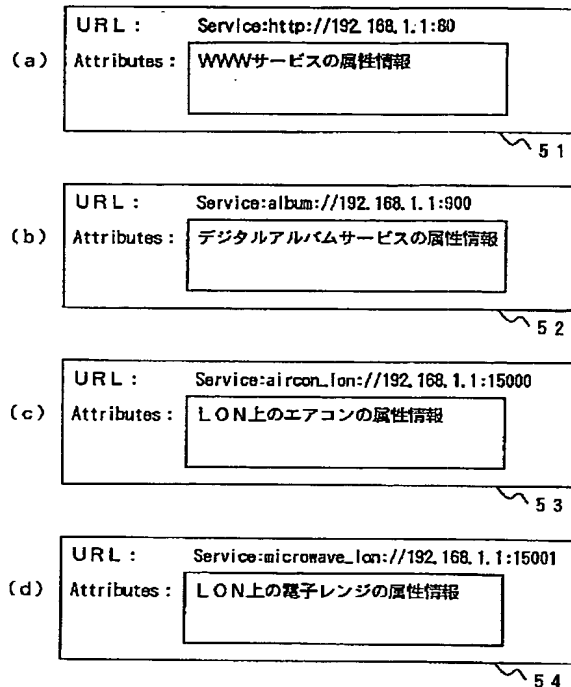 URL： Service:http://192.168.1.1:80
(a) Attributes： WWWサービスの属性情報
51
URL： Service:album://192.168.1.1:900
(b) Attributes： デジタルアルバムサービスの属性情報
52
URL： Service:aircon_lon://192.168.1.1:15000
(c) Attributes： LON上のエアコンの属性情報
53
URL： Service:microwave_lon://192.168.1.1:15001
(d) Attributes： LON上の電子レンジの属性情報
54